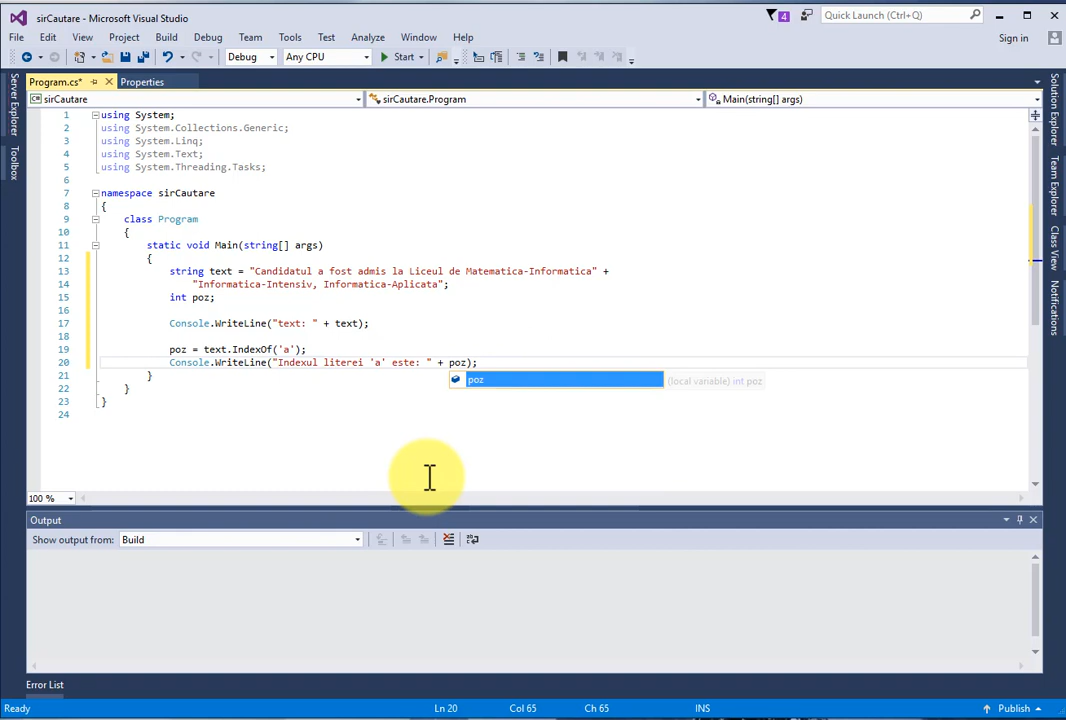 sirCautare - Microsoft Visual Studio
4
Quick Launch (Ctrl+Q)
File Edit View Project Build Debug Team Tools Test Analyze Window Help
Sign in
Debug Any CPU Start
Program.cs* Properties
sirCautare sirCautare.Program Main(string[] args)
Server Explorer
Toolbox
Solution Explorer
Team Explorer
Class View
Notifications
1 using System;
2 using System.Collections.Generic;
3 using System.Linq;
4 using System.Text;
5 using System.Threading.Tasks;
6
7 namespace sirCautare
8 {
9 class Program
10 {
11 static void Main(string[] args)
12 {
13 string text = "Candidatul a fost admis la Liceul de Matematica-Informatica" +
14 "Informatica-Intensiv, Informatica-Aplicata";
15 int poz;
16
17 Console.WriteLine("text: " + text);
18
19 poz = text.IndexOf('a');
20 Console.WriteLine("Indexul literei 'a' este: " + poz);
poz (local variable) int poz
21 }
22 }
23 }
24
100 %
Output
Show output from: Build
Error List
Ready Ln 20 Col 65 Ch 65 INS Publish